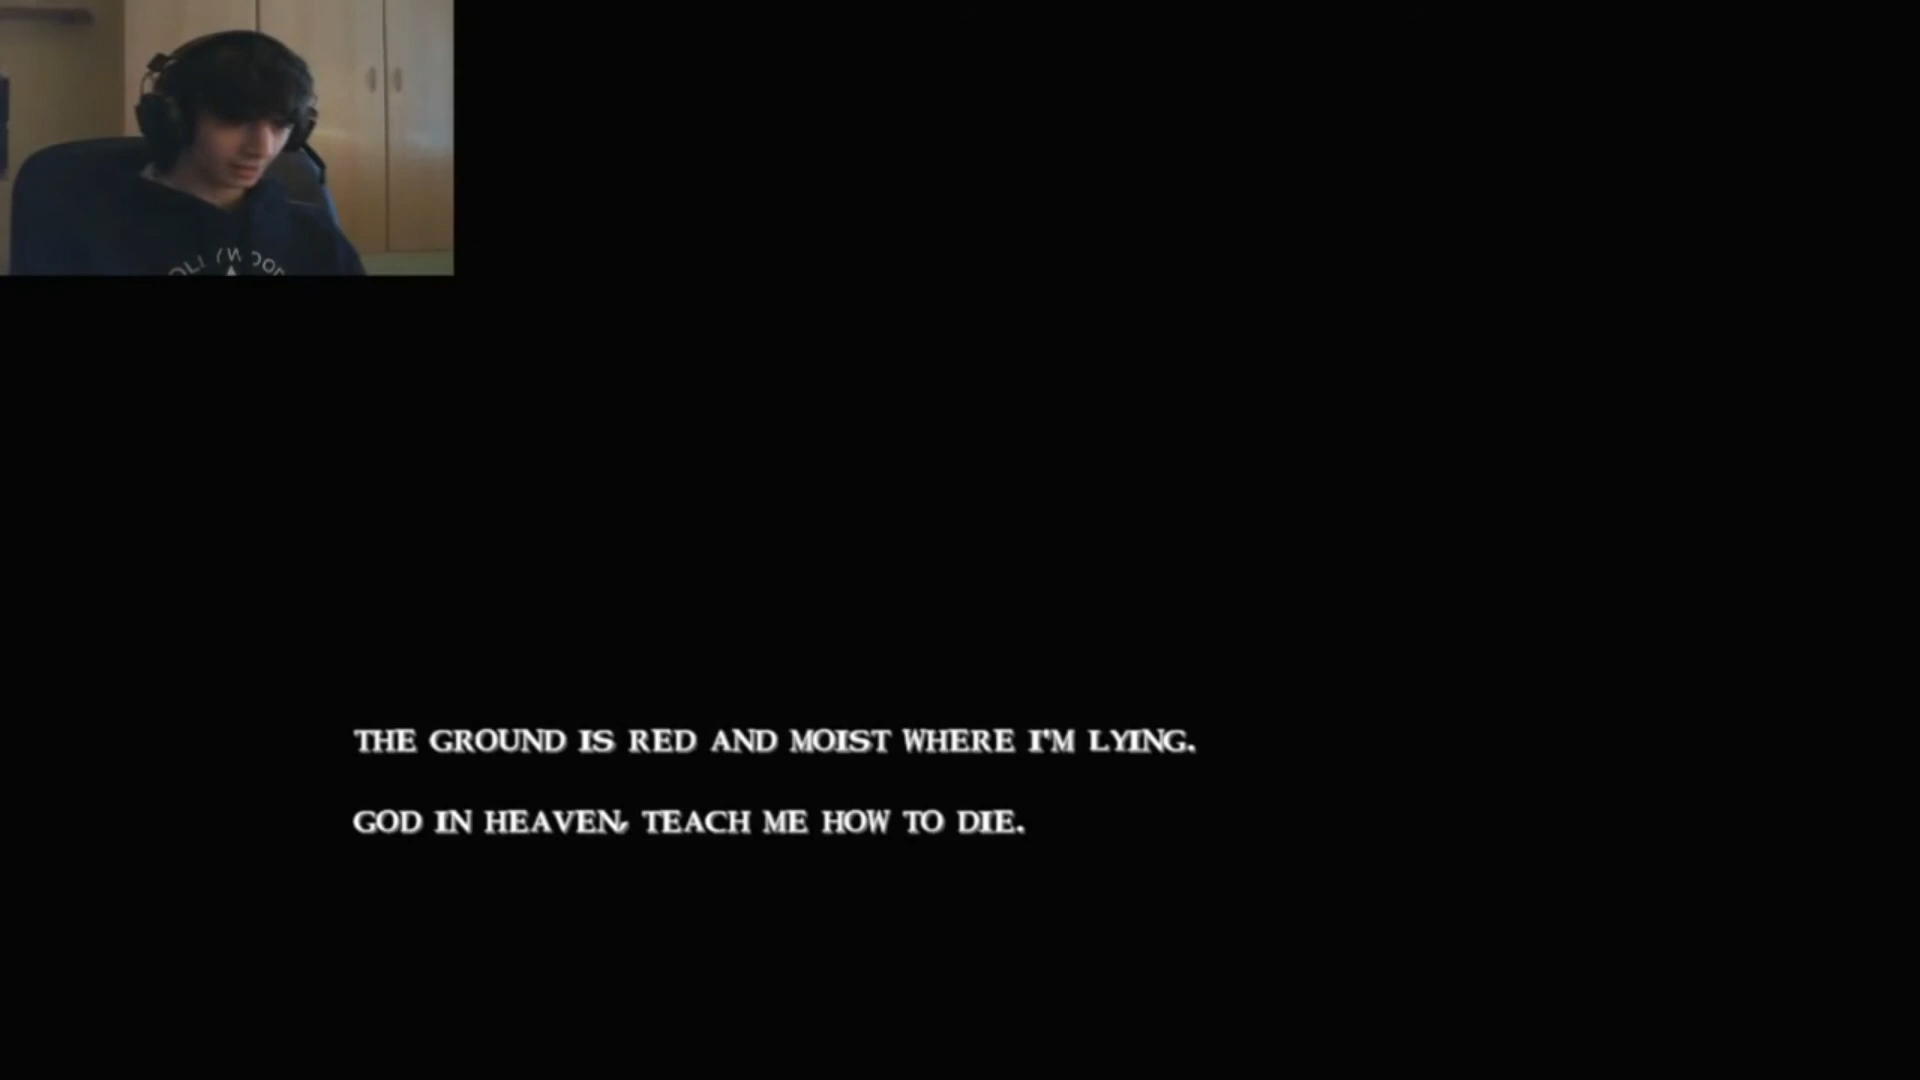 THE GROUND IS RED AND MOIST WHERE I'M LYING.
GOD IN HEAVEN, TEACH ME HOW TO DIE.